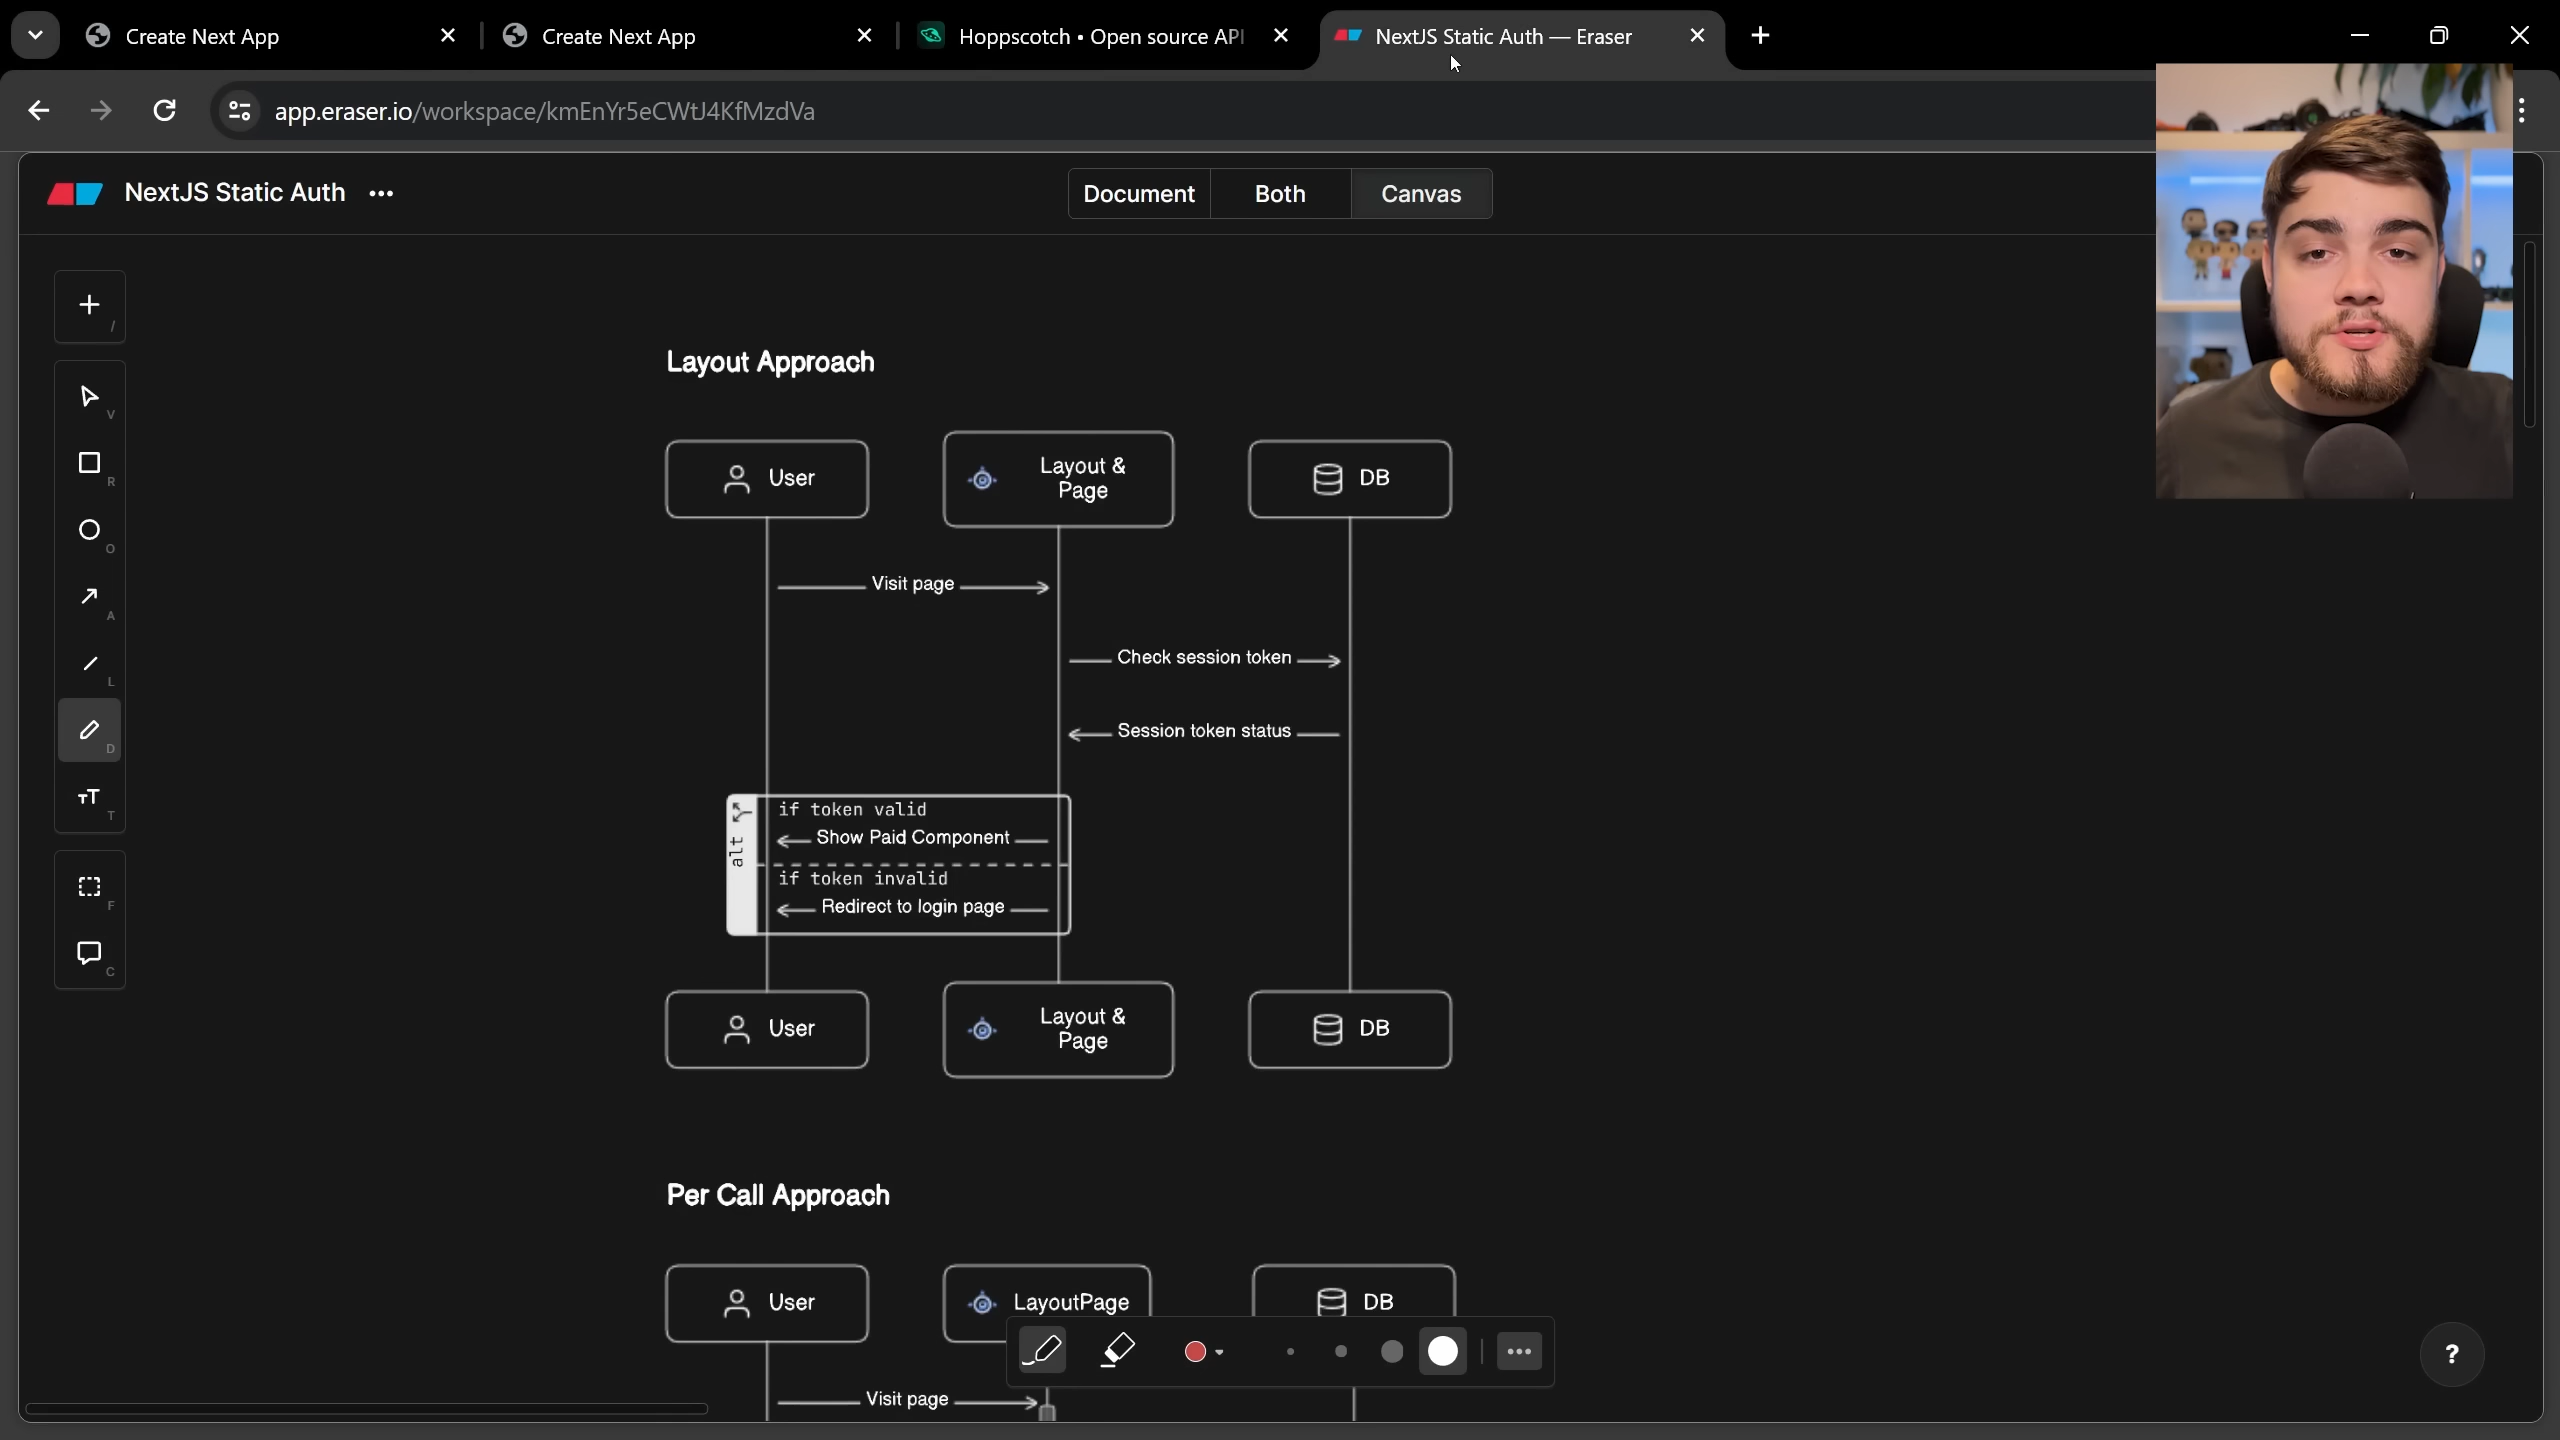 Create Next App
Create Next App
Hoppscotch • Open source API
NextJS Static Auth — Eraser
app.eraser.io/workspace/kmEnYr5eCWtJ4KfMzdVa
NextJS Static Auth
Document
Both
Canvas
/
V
R
O
A
L
D
T
F
C
Layout Approach
User
Layout &
Page
DB
Visit page
Check session token
Session token status
alt
if token valid
Show Paid Component
if token invalid
Redirect to login page
User
Layout &
Page
DB
Per Call Approach
User
LayoutPage
DB
Visit page
?